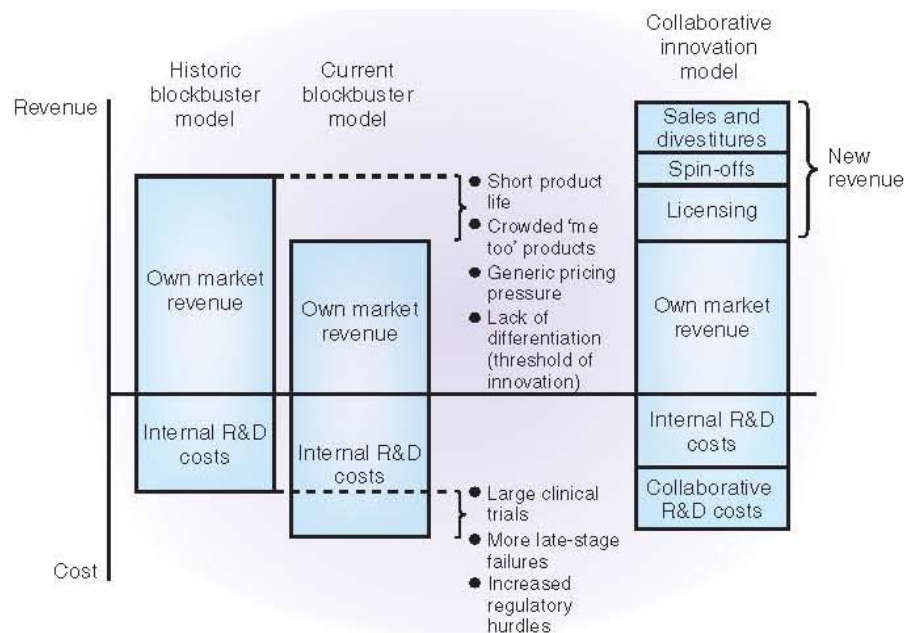 Collaborative
innovation
model
Historic
blockbuster
model
Current
blockbuster
model
Revenue
Sales and
divestitures
Spin-offs
Licensing
New
revenue
Short product
life
Crowded ‘me
too’ products
Generic pricing
pressure
Lack of
differentiation
(threshold of
innovation)
Own market
revenue
Own market
revenue
Own market
revenue
Internal R&D
costs
Internal R&D
costs
Internal R&D
costs
Collaborative
R&D costs
Large clinical
trials
More late-stage
failures
Increased
regulatory
hurdles
Cost